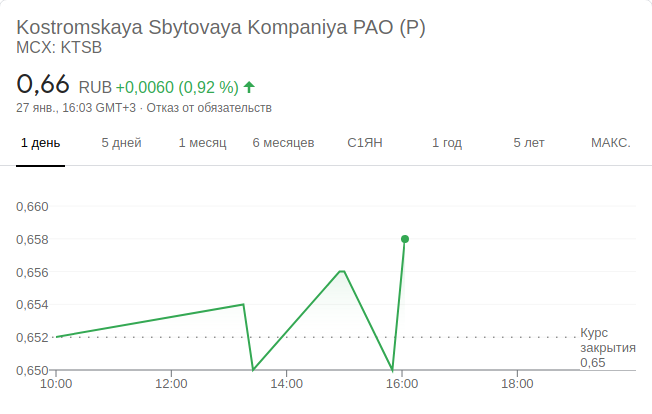 Kostromskaya Sbytovaya Kompaniya PAO (P)
MCX: KTSB
0,66 RUB +0,0060 (0,92 %)
27 янв., 16:03 GMT+3 · Отказ от обязательств
1 день 5 дней 1 месяц 6 месяцев С1ЯН 1 год 5 лет МАКС.
0,660
0,658
0,656
0,654
0,652
0,650
Курс
закрытия
0,65
10:00 12:00 14:00 16:00 18:00